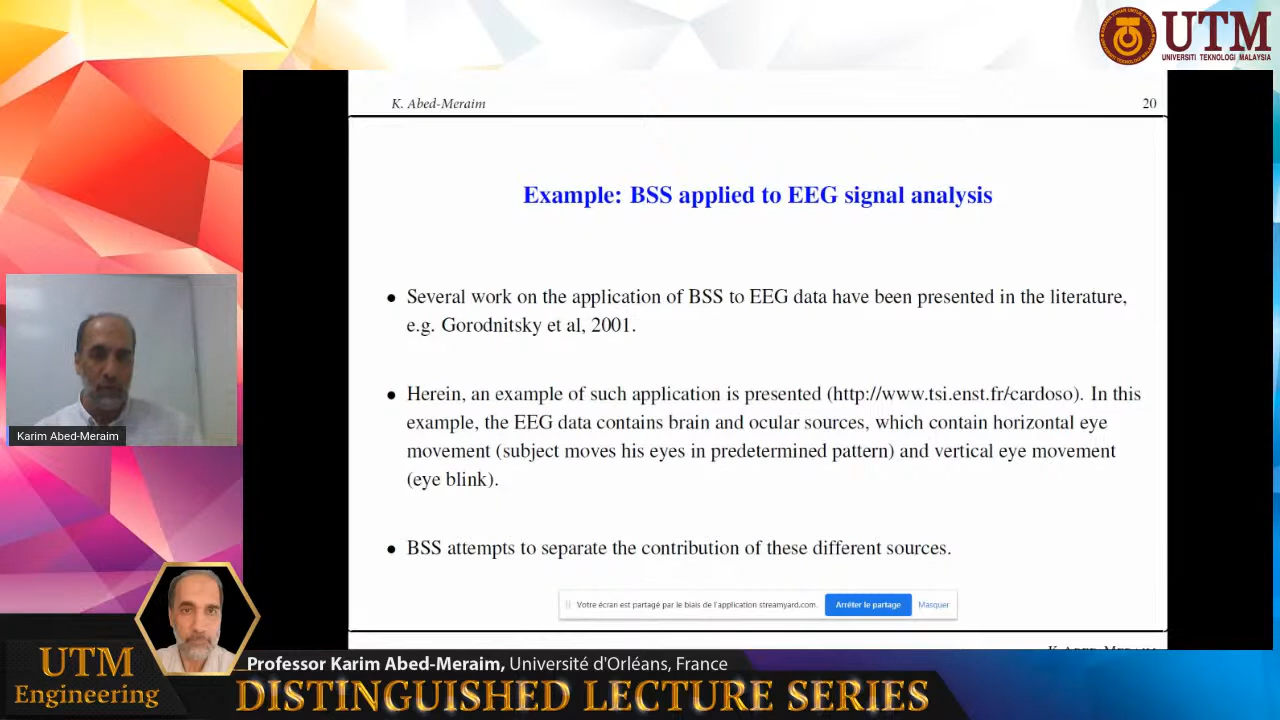 UTM
UNIVERSITI TEKNOLOGI MALAYSIA
K. Abed-Meraim
20
Example: BSS applied to EEG signal analysis
• Several work on the application of BSS to EEG data have been presented in the literature,
e.g. Gorodnitsky et al, 2001.
• Herein, an example of such application is presented (http://www.tsi.enst.fr/cardoso). In this
example, the EEG data contains brain and ocular sources, which contain horizontal eye
movement (subject moves his eyes in predetermined pattern) and vertical eye movement
(eye blink).
• BSS attempts to separate the contribution of these different sources.
Votre écran est partagé par le biais de l'application streamyard.com.
Arrêter le partage
Masquer
Karim Abed-Meraim
UTM
Engineering
Professor Karim Abed-Meraim, Université d'Orléans, France
DISTINGUISHED LECTURE SERIES